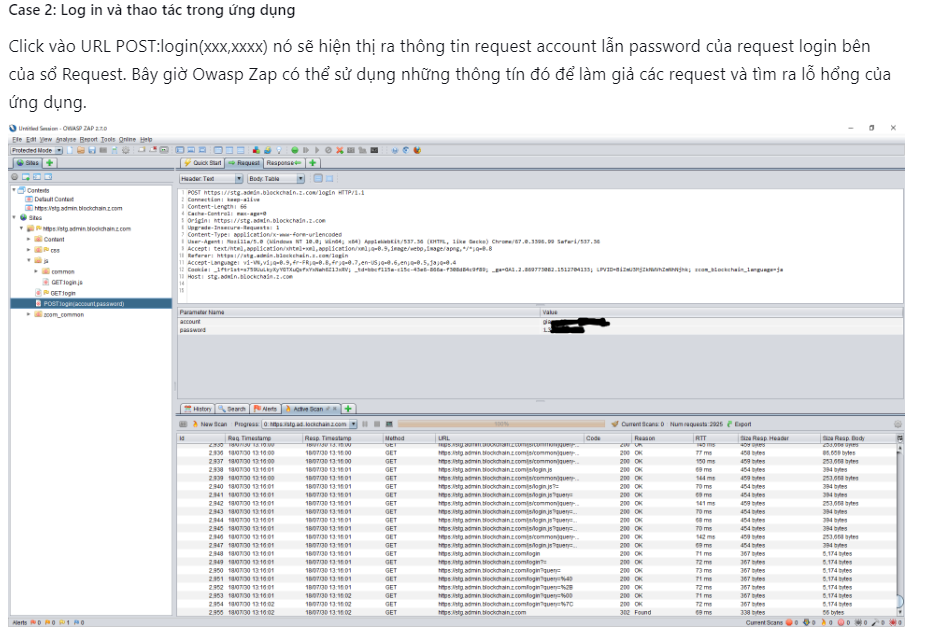 Case 2: Log in và thao tác trong ứng dụng
Click vào URL POST:login(xxx,xxxx) nó sẽ hiện thị ra thông tin request account lẫn password của request login bên
của sổ Request. Bây giờ Owasp Zap có thể sử dụng những thông tín đó để làm giả các request và tìm ra lỗ hổng của
ứng dụng.
Untitled Session - OWASP ZAP 2.7.0
File Edit View Analyse Report Tools Online Help
Protected Mode
Sites
Quick Start Request Response
Header: Text Body: Table
Contexts
Default Context
https://stg.admin.blockchain.z.com
Sites
https://stg.admin.blockchain.z.com
Content
css
js
common
GET:login.js
GET:login
POST:login(account,password)
zcom_common
1 POST https://stg.admin.blockchain.z.com/login HTTP/1.1
2 Connection: keep-alive
3 Content-Length: 66
4 Cache-Control: max-age=0
5 Origin: https://stg.admin.blockchain.z.com
6 Upgrade-Insecure-Requests: 1
7 Content-Type: application/x-www-form-urlencoded
8 User-Agent: Mozilla/5.0 (Windows NT 10.0; Win64; x64) AppleWebKit/537.36 (KHTML, like Gecko) Chrome/67.0.3396.99 Safari/537.36
9 Accept: text/html,application/xhtml+xml,application/xml;q=0.9,image/webp,image/apng,*/*;q=0.8
10 Referer: https://stg.admin.blockchain.z.com/login
11 Accept-Language: vi-VN,vi;q=0.9,fr-FR;q=0.8,fr;q=0.7,en-US;q=0.6,en;q=0.5,ja;q=0.4
12 Cookie:
13 Host: stg.admin.blockchain.z.com
14
15
Parameter Name Value
account
password
History Search Alerts Active Scan
New Scan Progress: 0: https://stg.ad..lockchain.z.com 100% Current Scans: 0 Num requests: 2925 Export
Id Req. Timestamp Resp. Timestamp Method URL Code Reason RTT Size Resp. Header Size Resp. Body
2,935 18/07/30 13:16:00 18/07/30 13:16:00 GET https://stg.admin.blockchain.z.com/js/common/jquery-... 200 OK 145 ms 459 bytes 253,668 bytes
2,936 18/07/30 13:16:00 18/07/30 13:16:00 GET https://stg.admin.blockchain.z.com/js/common/jquery-... 200 OK 77 ms 458 bytes 86,659 bytes
2,937 18/07/30 13:16:00 18/07/30 13:16:00 GET https://stg.admin.blockchain.z.com/js/common/jquery-... 200 OK 150 ms 459 bytes 253,668 bytes
2,938 18/07/30 13:16:01 18/07/30 13:16:01 GET https://stg.admin.blockchain.z.com/js/login.js 200 OK 69 ms 454 bytes 394 bytes
2,939 18/07/30 13:16:00 18/07/30 13:16:01 GET https://stg.admin.blockchain.z.com/js/common/jquery-... 200 OK 144 ms 459 bytes 253,668 bytes
2,940 18/07/30 13:16:01 18/07/30 13:16:01 GET https://stg.admin.blockchain.z.com/js/login.js?= 200 OK 70 ms 454 bytes 394 bytes
2,941 18/07/30 13:16:01 18/07/30 13:16:01 GET https://stg.admin.blockchain.z.com/js/login.js?query= 200 OK 69 ms 454 bytes 394 bytes
2,942 18/07/30 13:16:01 18/07/30 13:16:01 GET https://stg.admin.blockchain.z.com/js/common/jquery-... 200 OK 141 ms 459 bytes 253,668 bytes
2,943 18/07/30 13:16:01 18/07/30 13:16:01 GET https://stg.admin.blockchain.z.com/js/login.js?query=... 200 OK 70 ms 454 bytes 394 bytes
2,944 18/07/30 13:16:01 18/07/30 13:16:01 GET https://stg.admin.blockchain.z.com/js/login.js?query=... 200 OK 69 ms 454 bytes 394 bytes
2,945 18/07/30 13:16:01 18/07/30 13:16:01 GET https://stg.admin.blockchain.z.com/js/login.js?query=... 200 OK 70 ms 454 bytes 394 bytes
2,946 18/07/30 13:16:01 18/07/30 13:16:01 GET https://stg.admin.blockchain.z.com/js/common/jquery-... 200 OK 142 ms 459 bytes 253,668 bytes
2,947 18/07/30 13:16:01 18/07/30 13:16:01 GET https://stg.admin.blockchain.z.com/js/login.js?query=... 200 OK 69 ms 454 bytes 394 bytes
2,948 18/07/30 13:16:01 18/07/30 13:16:01 GET https://stg.admin.blockchain.z.com/login 200 OK 71 ms 367 bytes 5,174 bytes
2,949 18/07/30 13:16:01 18/07/30 13:16:01 GET https://stg.admin.blockchain.z.com/login?= 200 OK 72 ms 367 bytes 5,174 bytes
2,950 18/07/30 13:16:01 18/07/30 13:16:01 GET https://stg.admin.blockchain.z.com/login?query= 200 OK 73 ms 367 bytes 5,174 bytes
2,951 18/07/30 13:16:01 18/07/30 13:16:01 GET https://stg.admin.blockchain.z.com/login?query=%40 200 OK 71 ms 367 bytes 5,174 bytes
2,952 18/07/30 13:16:01 18/07/30 13:16:01 GET https://stg.admin.blockchain.z.com/login?query=%2B 200 OK 72 ms 367 bytes 5,174 bytes
2,953 18/07/30 13:16:01 18/07/30 13:16:02 GET https://stg.admin.blockchain.z.com/login?query=%00 200 OK 71 ms 367 bytes 5,174 bytes
2,954 18/07/30 13:16:02 18/07/30 13:16:02 GET https://stg.admin.blockchain.z.com/login?query=%7C 200 OK 72 ms 367 bytes 5,174 bytes
2,955 18/07/30 13:16:02 18/07/30 13:16:02 GET https://stg.admin.blockchain.z.com 302 Found 69 ms 338 bytes 56 bytes
Alerts 0 0 1 0 Current Scans 0 0 0 0 0 0 0